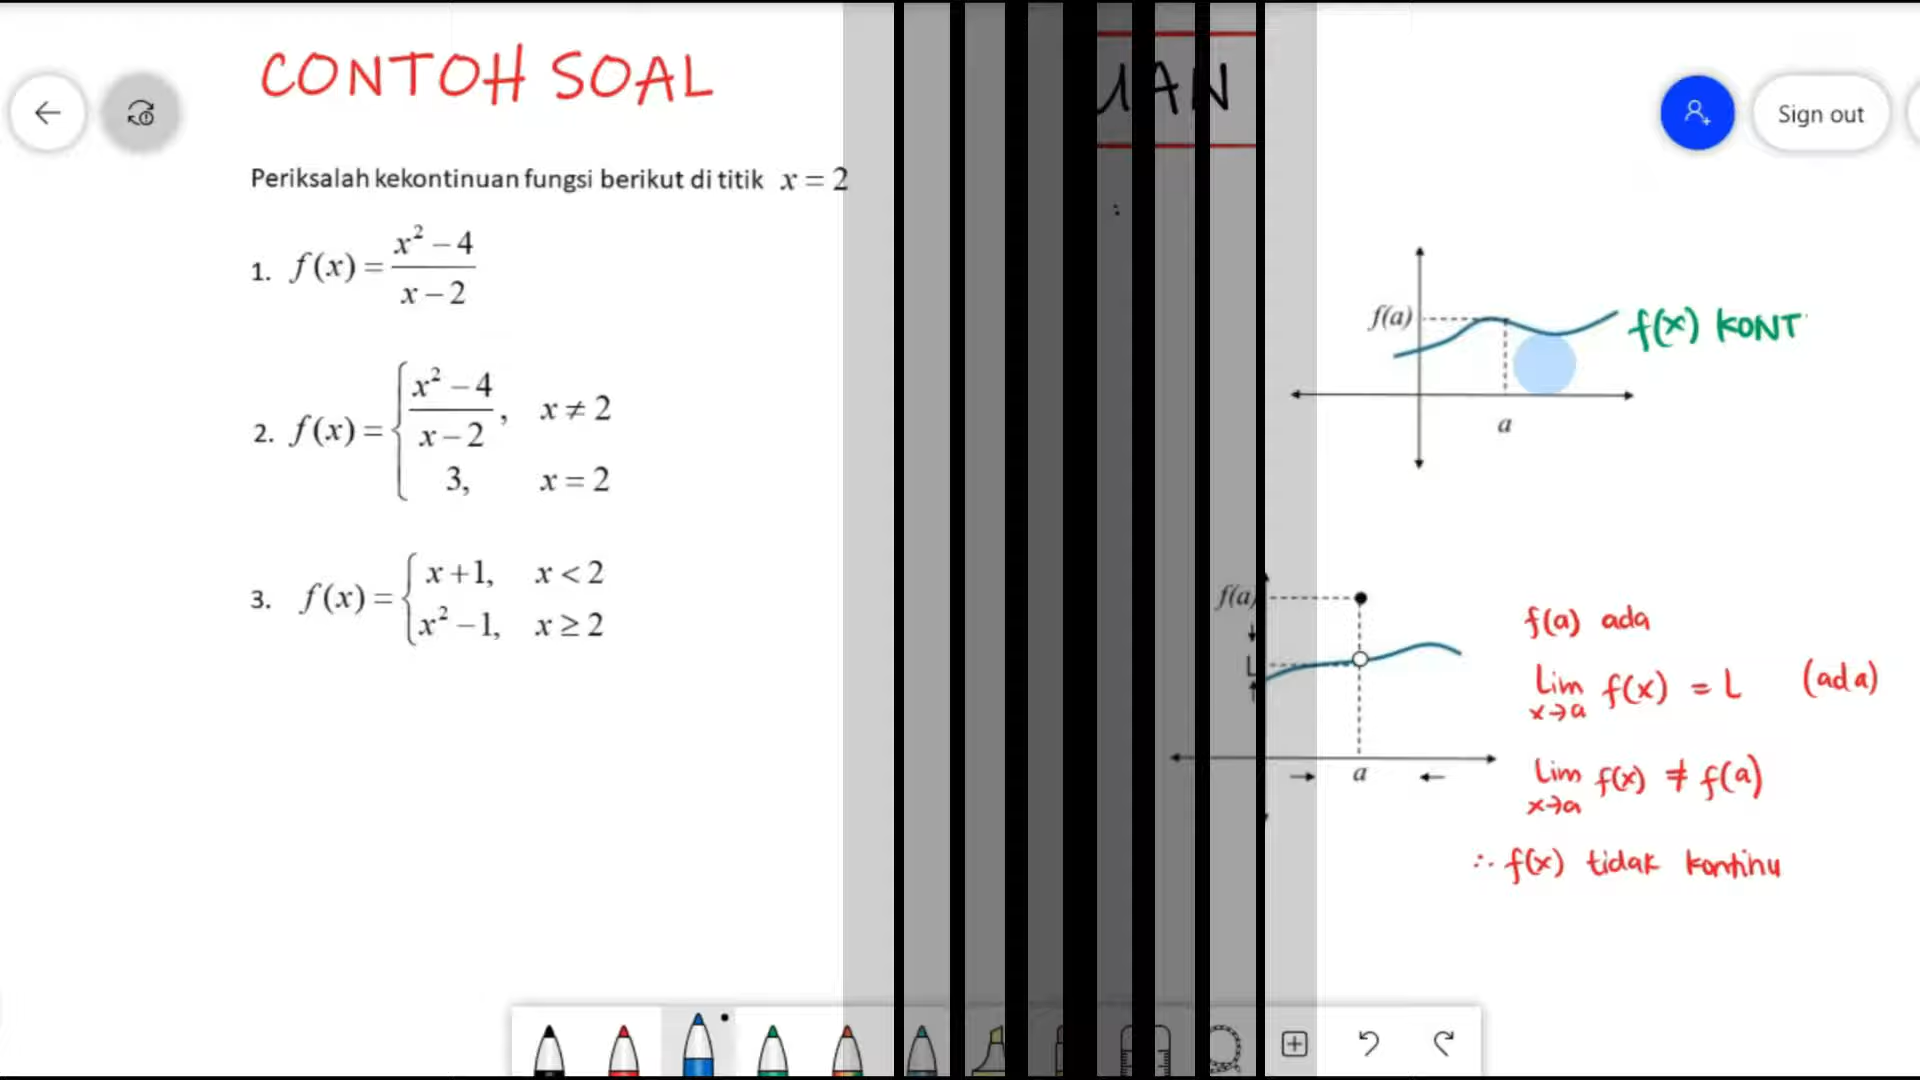 CONTOH SOAL
Sign out
Periksalah kekontinuan fungsi berikut di titik x = 2
1. f(x) = (x² − 4)/(x − 2)
2. f(x) = { (x² − 4)/(x − 2), x ≠ 2
3, x = 2
3. f(x) = { x + 1, x < 2
x² − 1, x ≥ 2
UAN
:
f(a)
f(x) KONT
a
f(a)
L
a
f(a) ada
Lim x→a f(x) = L (ada)
Lim x→a f(x) ≠ f(a)
∴ f(x) tidak kontinu